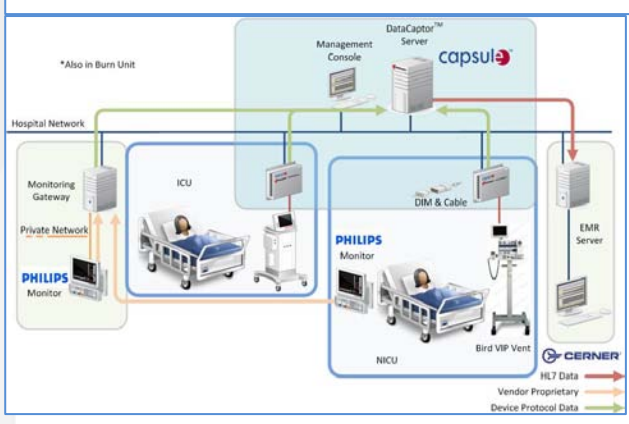 DataCaptor™
Server
Management
Console
capsule™
*Also in Burn Unit
Hospital Network
Monitoring
Gateway
ICU
DIM & Cable
EMR
Server
Private Network
PHILIPS
Monitor
PHILIPS
Monitor
NICU
Bird VIP Vent
CERNER
HL7 Data
Vendor Proprietary
Device Protocol Data